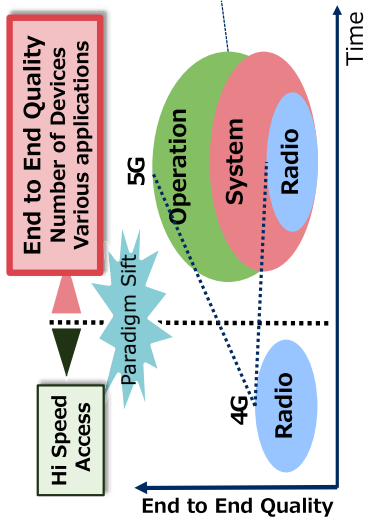 Hi Speed
Access
End to End Quality
Number of Devices
Various applications
Paradigm Sift
4G
Radio
5G
Operation
System
Radio
End to End Quality
Time